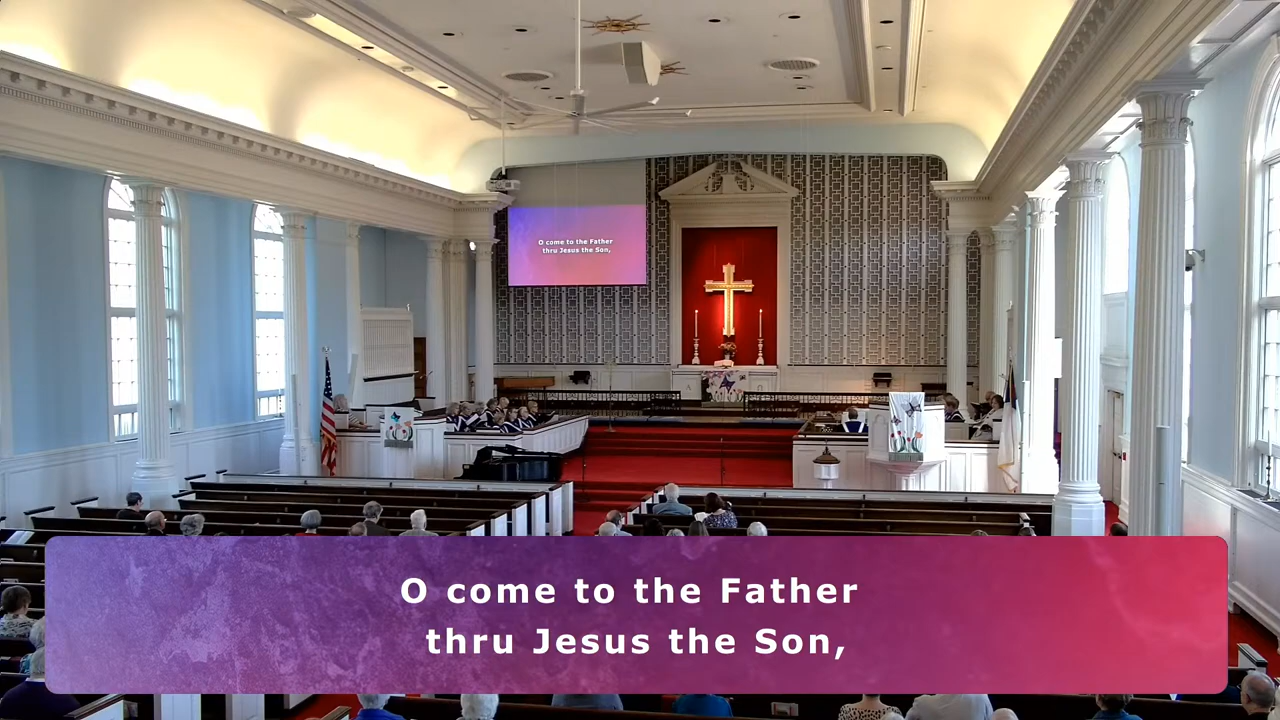 O come to the Father
thru Jesus the Son,
O come to the Father
thru Jesus the Son,